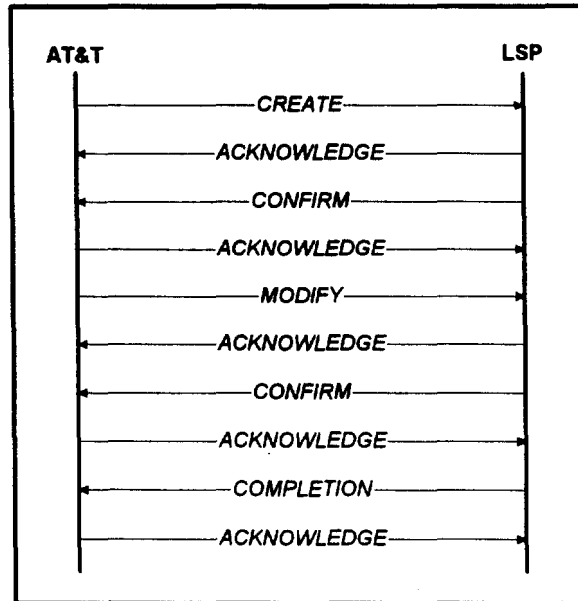 AT&T LSP
CREATE
ACKNOWLEDGE
CONFIRM
ACKNOWLEDGE
MODIFY
ACKNOWLEDGE
CONFIRM
ACKNOWLEDGE
COMPLETION
ACKNOWLEDGE